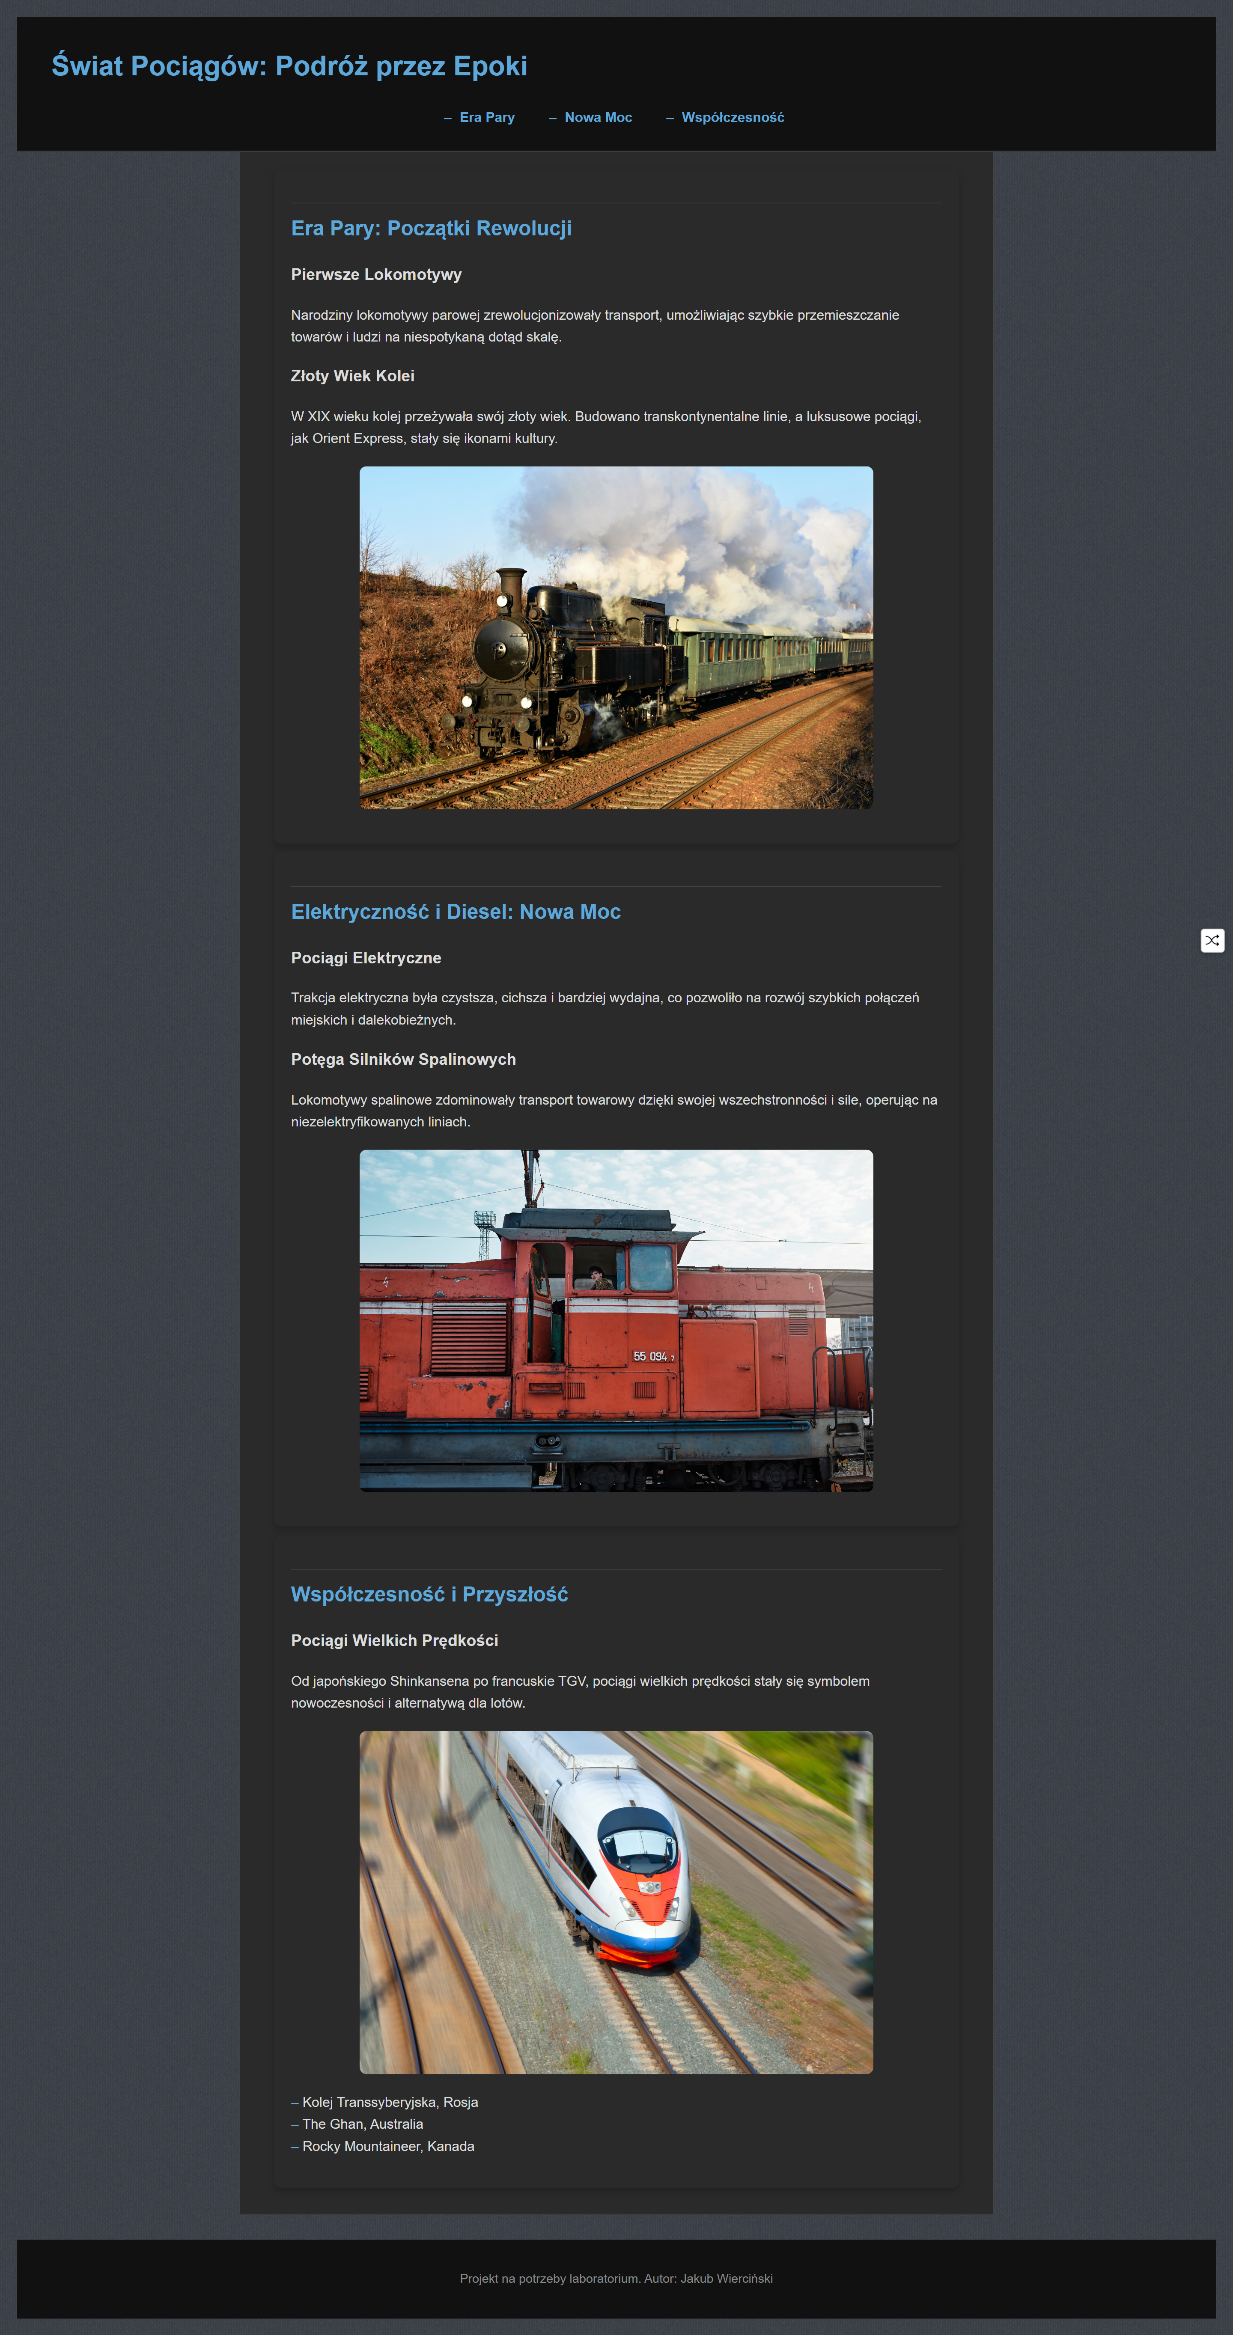 Świat Pociągów: Podróż przez Epoki
– Era Pary – Nowa Moc – Współczesność
Era Pary: Początki Rewolucji
Pierwsze Lokomotywy
Narodziny lokomotywy parowej zrewolucjonizowały transport, umożliwiając szybkie przemieszczanie
towarów i ludzi na niespotykaną dotąd skalę.
Złoty Wiek Kolei
W XIX wieku kolej przeżywała swój złoty wiek. Budowano transkontynentalne linie, a luksusowe pociągi,
jak Orient Express, stały się ikonami kultury.
Elektryczność i Diesel: Nowa Moc
Pociągi Elektryczne
Trakcja elektryczna była czystsza, cichsza i bardziej wydajna, co pozwoliło na rozwój szybkich połączeń
miejskich i dalekobieżnych.
Potęga Silników Spalinowych
Lokomotywy spalinowe zdominowały transport towarowy dzięki swojej wszechstronności i sile, operując na
niezelektryfikowanych liniach.
55 094.7
Współczesność i Przyszłość
Pociągi Wielkich Prędkości
Od japońskiego Shinkansena po francuskie TGV, pociągi wielkich prędkości stały się symbolem
nowoczesności i alternatywą dla lotów.
– Kolej Transsyberyjska, Rosja
– The Ghan, Australia
– Rocky Mountaineer, Kanada
Projekt na potrzeby laboratorium. Autor: Jakub Wierciński